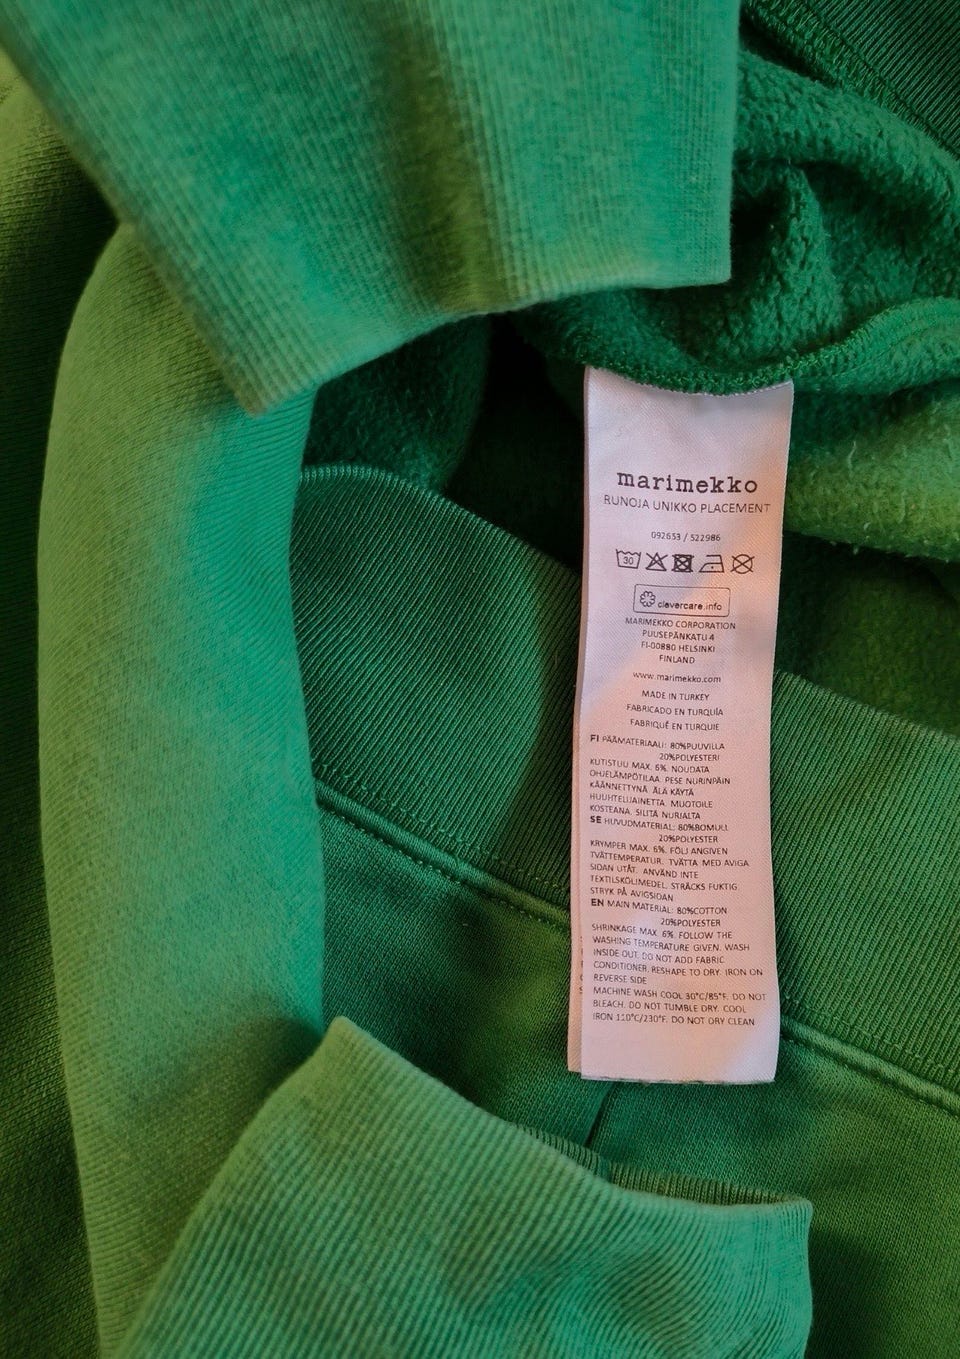 marimekko
RUNOJA UNIKKO PLACEMENT
092653 / 522986
30
clevercare.info
MARIMEKKO CORPORATION
PUUSEPÄNKATU 4
FI-00880 HELSINKI
FINLAND
www.marimekko.com
MADE IN TURKEY
FABRICADO EN TURQUÍA
FABRIQUÉ EN TURQUIE
FI PÄÄMATERIAALI: 80%PUUVILLA
20%POLYESTERI
KUTISTUU MAX. 6%. NOUDATA
OHJELÄMPÖTILAA. PESE NURINPÄIN
KÄÄNNETTYNÄ. ÄLÄ KÄYTÄ
HUUHTELUAINETTA. MUOTOILE
KOSTEANA. SILITÄ NURJALTA
SE HUVUDMATERIAL: 80%BOMULL
20%POLYESTER
KRYMPER MAX. 6%. FÖLJ ANGIVEN
TVÄTTEMPERATUR. TVÄTTA MED AVIGA
SIDAN UTÅT. ANVÄND INTE
TEXTILSKÖLJMEDEL. STRÄCKS FUKTIG.
STRYK PÅ AVIGSIDAN
EN MAIN MATERIAL: 80%COTTON
20%POLYESTER
SHRINKAGE MAX. 6%. FOLLOW THE
WASHING TEMPERATURE GIVEN. WASH
INSIDE OUT. DO NOT ADD FABRIC
CONDITIONER. RESHAPE TO DRY. IRON ON
REVERSE SIDE
MACHINE WASH COOL 30°C/85°F. DO NOT
BLEACH. DO NOT TUMBLE DRY. COOL
IRON 110°C/230°F. DO NOT DRY CLEAN